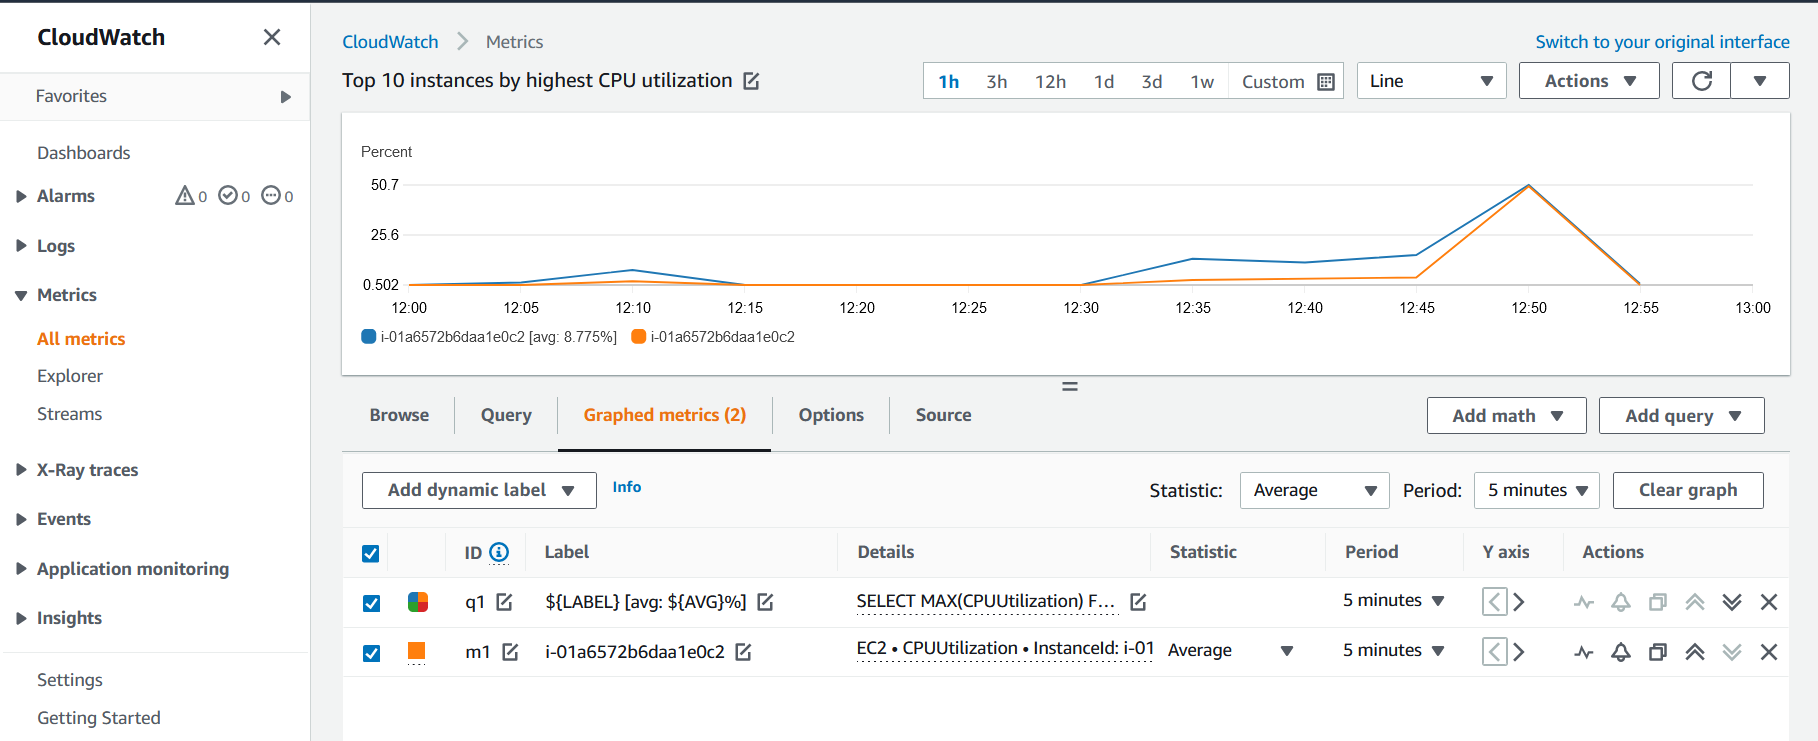 CloudWatch
Favorites
Dashboards
Alarms 0 0 0
Logs
Metrics
All metrics
Explorer
Streams
X-Ray traces
Events
Application monitoring
Insights
Settings
Getting Started
CloudWatch Metrics
Switch to your original interface
Top 10 instances by highest CPU utilization
1h 3h 12h 1d 3d 1w Custom Line Actions
Percent
50.7
25.6
0.502
12:00 12:05 12:10 12:15 12:20 12:25 12:30 12:35 12:40 12:45 12:50 12:55 13:00
i-01a6572b6daa1e0c2 [avg: 8.775%] i-01a6572b6daa1e0c2
Browse Query Graphed metrics (2) Options Source Add math Add query
Add dynamic label Info Statistic: Average Period: 5 minutes Clear graph
ID Label Details Statistic Period Y axis Actions
q1 ${LABEL} [avg: ${AVG}%] SELECT MAX(CPUUtilization) F... 5 minutes
m1 i-01a6572b6daa1e0c2 EC2 • CPUUtilization • InstanceId: i-01 Average 5 minutes